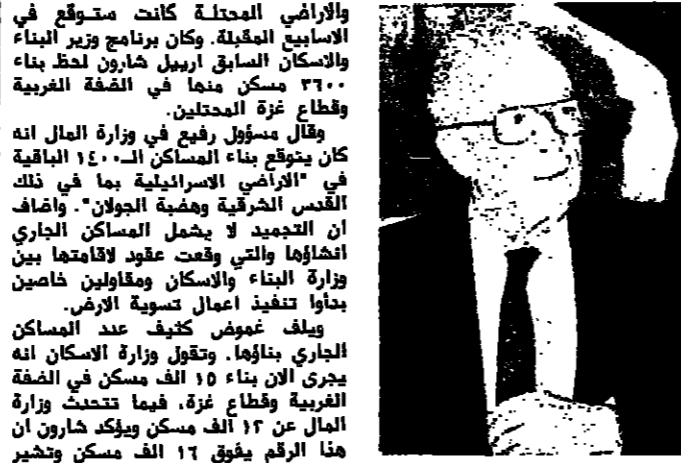 والاراضي المحتلة كانت ستوقع في
الاسابيع المقبلة. وكان برنامج وزير البناء
والاسكان السابق ارييل شارون لحظ بناء
٣٦٠٠ مسكن منها في الضفة الغربية
وقطاع غزة المحتلين.
وقال مسؤول رفيع في وزارة المال انه
كان يتوقع بناء المساكن الـ١٤٠٠ الباقية
في "الاراضي الاسرائيلية بما في ذلك
القدس الشرقية وهضبة الجولان". واضاف
ان التجميد لا يشمل المساكن الجاري
انشاؤها والتي وقعت عقود لاقامتها بين
وزارة البناء والاسكان ومقاولين خاصين
بدأوا تنفيذ اعمال تسوية الارض.
ويلف غموض كثيف عدد المساكن
الجاري بناؤها. وتقول وزارة الاسكان انه
يجرى الان بناء ١٥ الف مسكن في الضفة
الغربية وقطاع غزة، فيما تتحدث وزارة
المال عن ١٢ الف مسكن ويؤكد شارون ان
هذا الرقم يفوق ١٦ الف مسكن وتشير